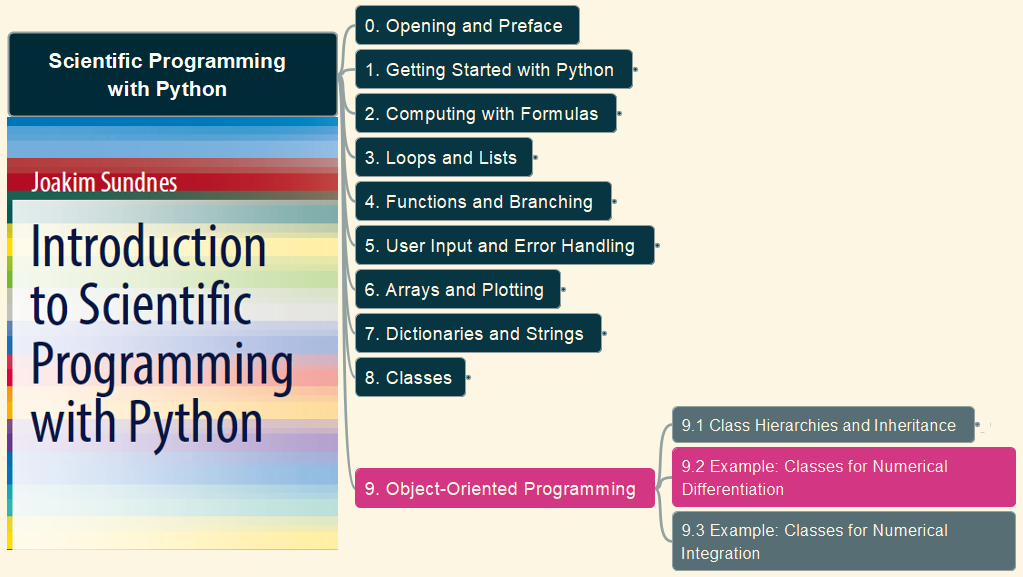 Scientific Programming
with Python
Joakim Sundnes
Introduction
to Scientific
Programming
with Python
0. Opening and Preface
1. Getting Started with Python
2. Computing with Formulas
3. Loops and Lists
4. Functions and Branching
5. User Input and Error Handling
6. Arrays and Plotting
7. Dictionaries and Strings
8. Classes
9. Object-Oriented Programming
9.1 Class Hierarchies and Inheritance
9.2 Example: Classes for Numerical
Differentiation
9.3 Example: Classes for Numerical
Integration